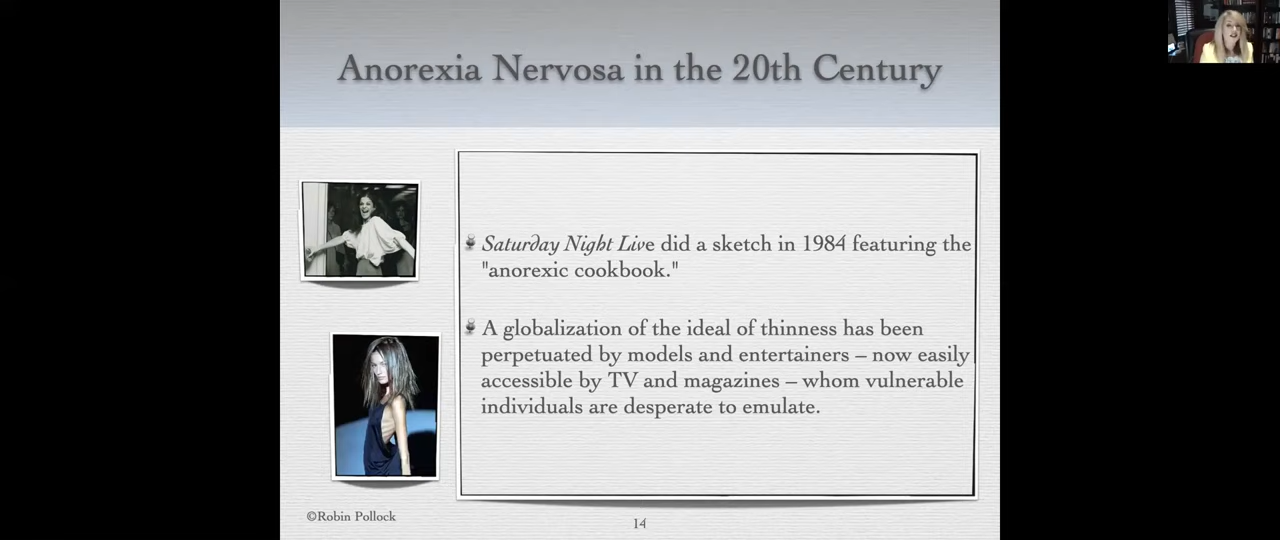 Anorexia Nervosa in the 20th Century
Saturday Night Live did a sketch in 1984 featuring the
"anorexic cookbook."
A globalization of the ideal of thinness has been
perpetuated by models and entertainers – now easily
accessible by TV and magazines – whom vulnerable
individuals are desperate to emulate.
©Robin Pollock
14